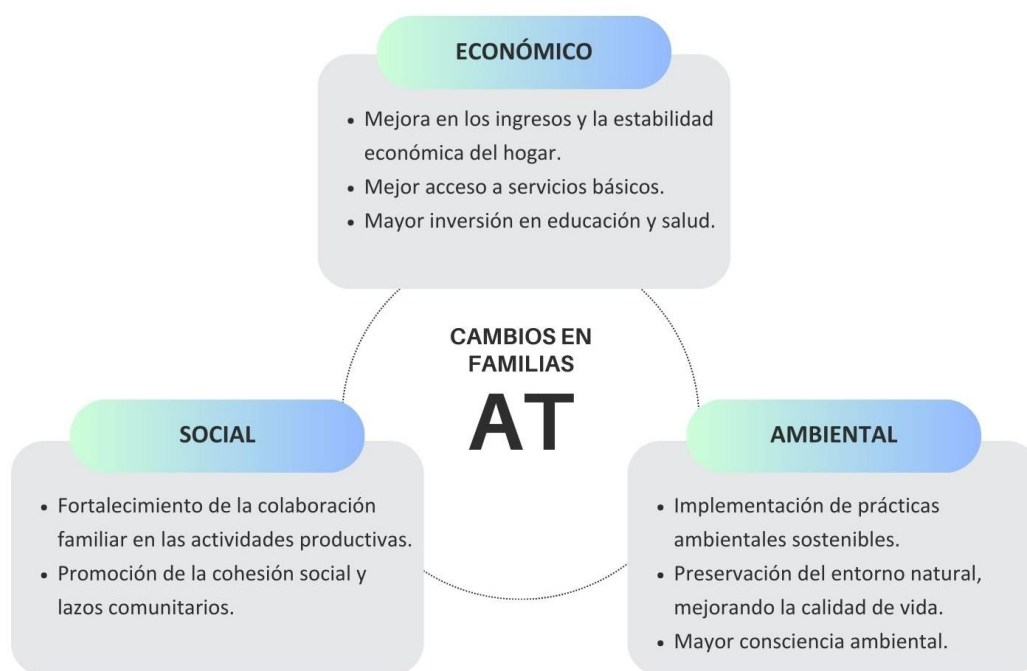 ECONÓMICO
• Mejora en los ingresos y la estabilidad
económica del hogar.
• Mejor acceso a servicios básicos.
• Mayor inversión en educación y salud.
CAMBIOS EN
FAMILIAS
AT
SOCIAL
• Fortalecimiento de la colaboración
familiar en las actividades productivas.
• Promoción de la cohesión social y
lazos comunitarios.
AMBIENTAL
• Implementación de prácticas
ambientales sostenibles.
• Preservación del entorno natural,
mejorando la calidad de vida.
• Mayor consciencia ambiental.